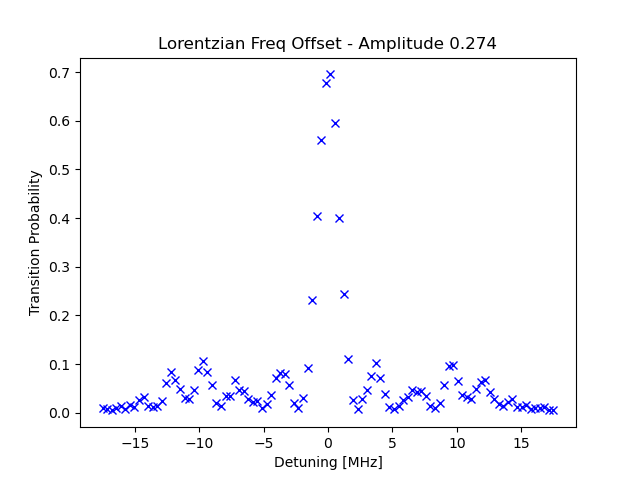 Lorentzian Freq Offset - Amplitude 0.274
0.7
0.6
0.5
0.4
0.3
0.2
0.1
0.0
Transition Probability
−15 −10 −5 0 5 10 15
Detuning [MHz]